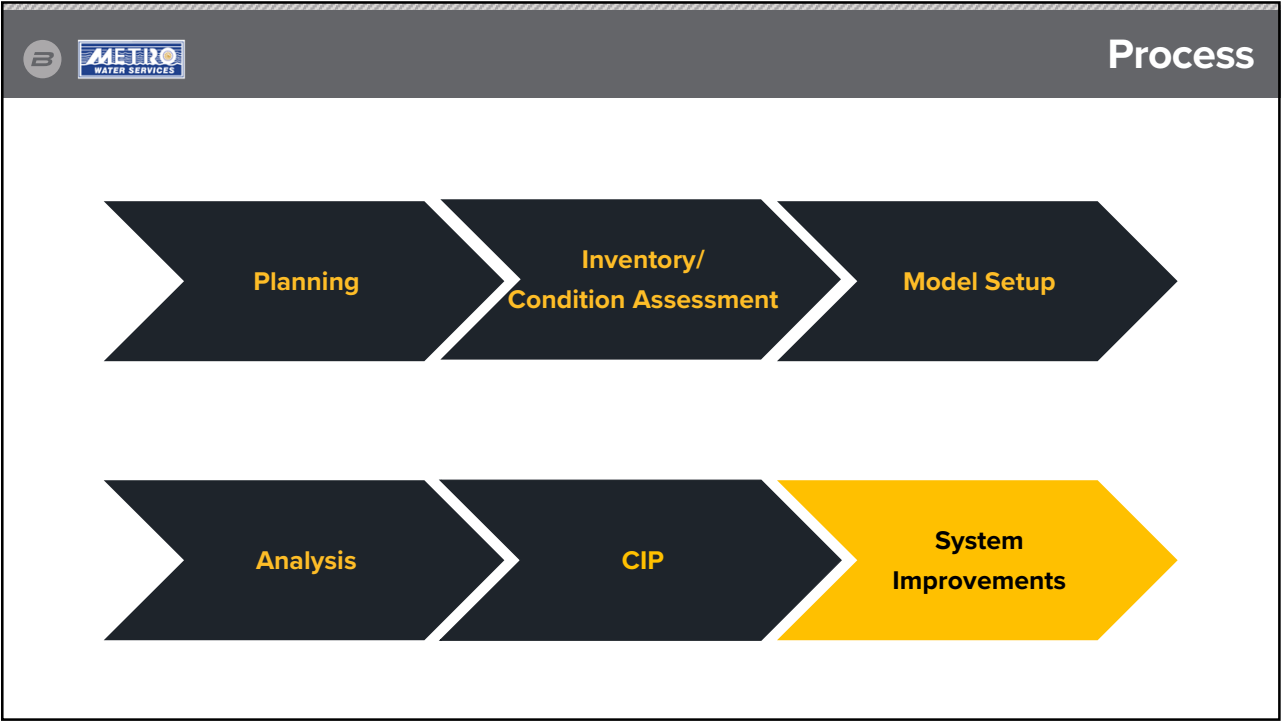 B
METRO
WATER SERVICES
Process
Planning
Inventory/
Condition Assessment
Model Setup
Analysis
CIP
System
Improvements